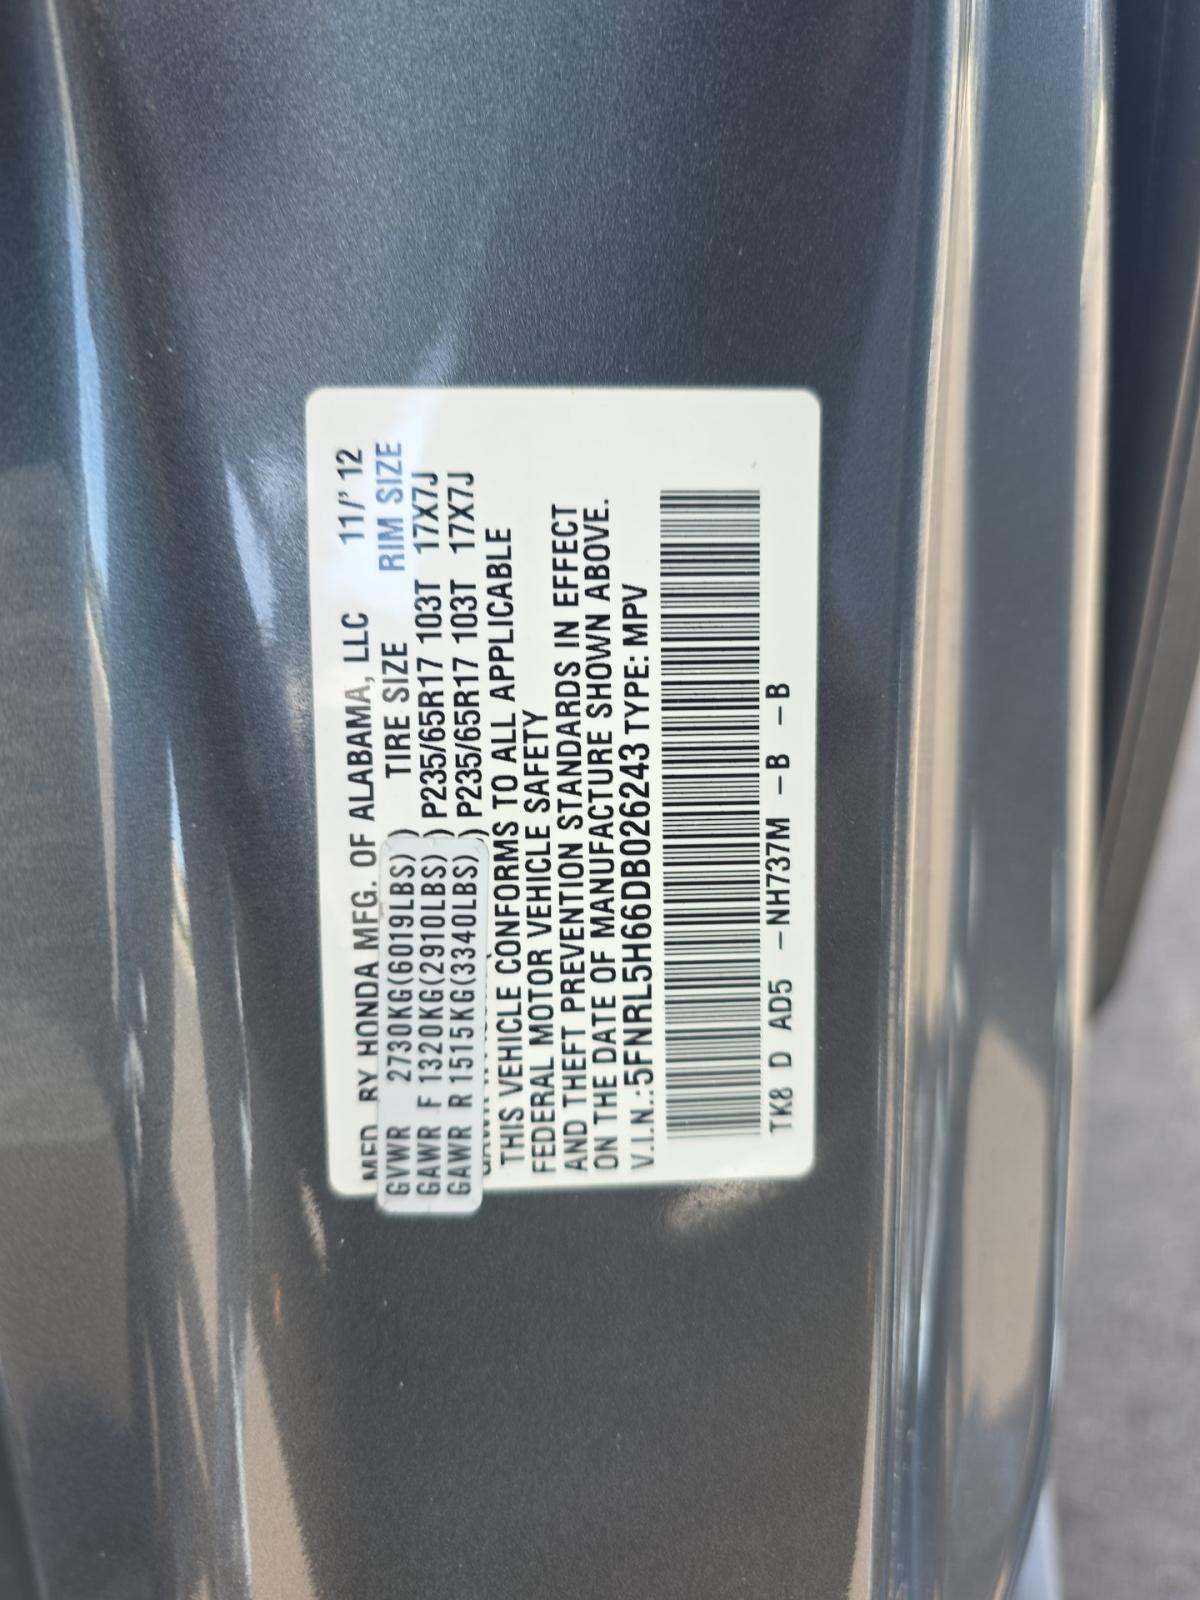 MFD. BY HONDA MFG. OF ALABAMA, LLC 11/' 12
TIRE SIZE RIM SIZE
GVWR 2730KG(6019LBS) )
GAWR F 1320KG(2910LBS) ) P235/65R17 103T 17X7J
GAWR R 1515KG(3340LBS) ) P235/65R17 103T 17X7J
THIS VEHICLE CONFORMS TO ALL APPLICABLE
FEDERAL MOTOR VEHICLE SAFETY
AND THEFT PREVENTION STANDARDS IN EFFECT
ON THE DATE OF MANUFACTURE SHOWN ABOVE.
V.I.N.:5FNRL5H66DB026243 TYPE: MPV
TK8 D AD5 -NH737M -B -B